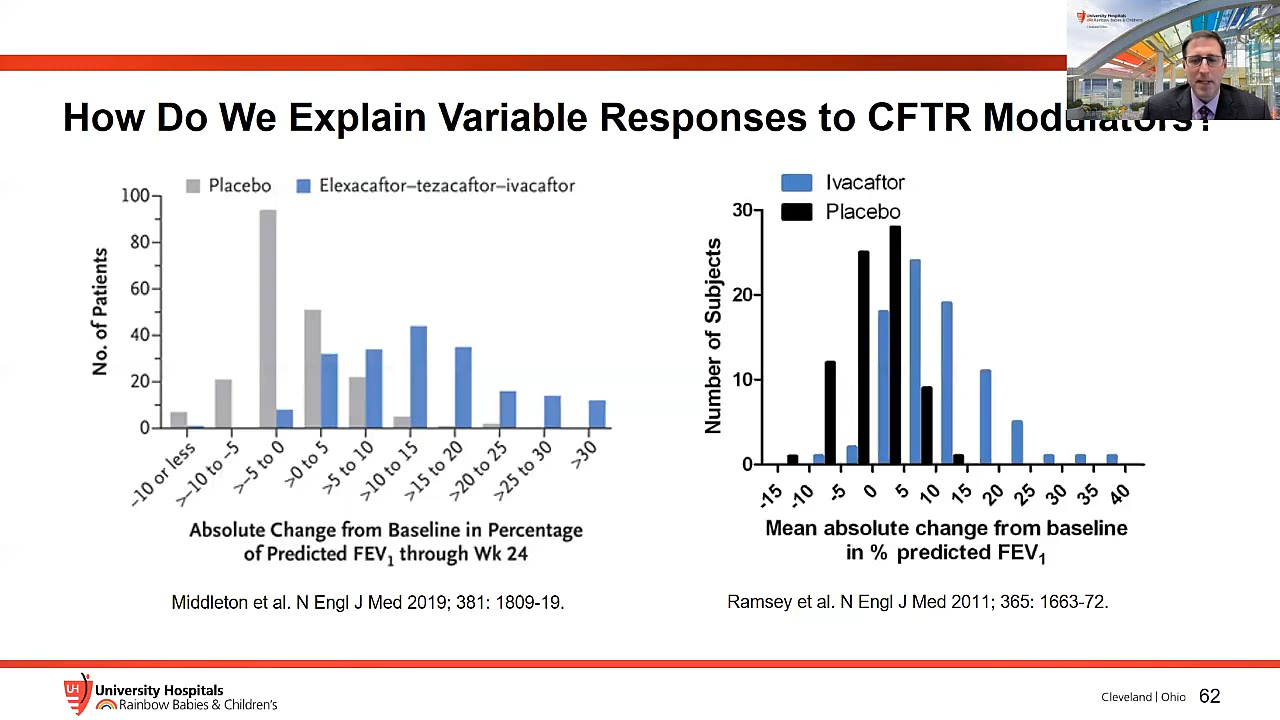 University Hospitals
Rainbow Babies & Children's
How Do We Explain Variable Responses to CFTR Modulators?
Placebo
Elexacaftor–tezacaftor–ivacaftor
No. of Patients
100
80
60
40
20
0
-10 or less
>-10 to -5
>-5 to 0
>0 to 5
>5 to 10
>10 to 15
>15 to 20
>20 to 25
>25 to 30
>30
Absolute Change from Baseline in Percentage
of Predicted FEV1 through Wk 24
Middleton et al. N Engl J Med 2019; 381: 1809-19.
Ivacaftor
Placebo
Number of Subjects
30
20
10
0
-15
-10
-5
0
5
10
15
20
25
30
35
40
Mean absolute change from baseline
in % predicted FEV1
Ramsey et al. N Engl J Med 2011; 365: 1663-72.
UH
University Hospitals
Rainbow Babies & Children's
Cleveland | Ohio
62